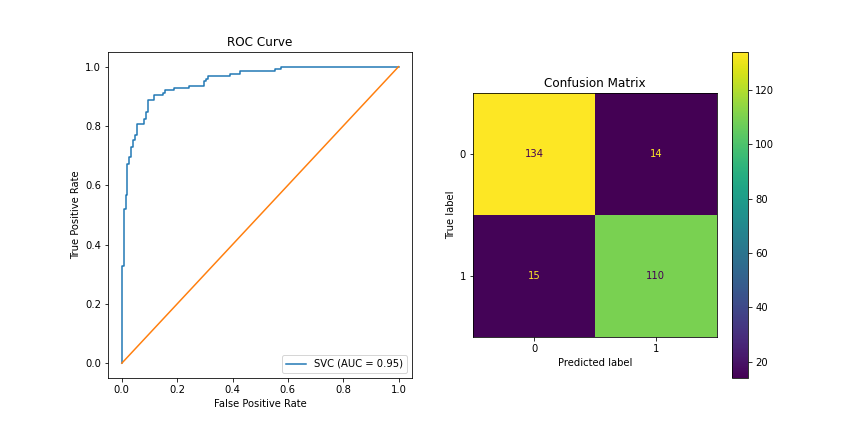 ROC Curve
1.0
0.8
0.6
0.4
0.2
0.0
True Positive Rate
SVC (AUC = 0.95)
0.0 0.2 0.4 0.6 0.8 1.0
False Positive Rate
Confusion Matrix
True label
0
134 14
1
15 110
0 1
Predicted label
120
100
80
60
40
20